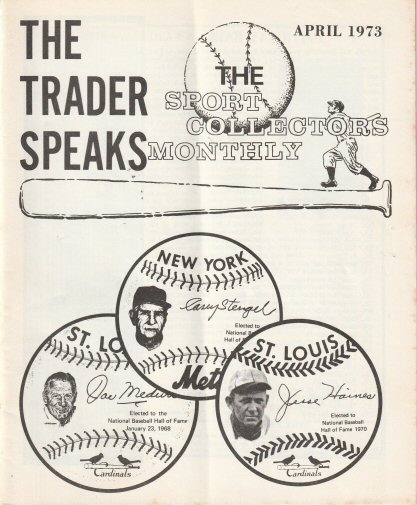 THE
TRADER
SPEAKS
APRIL 1973
THE
SPORT
COLLECTORS
MONTHLY
NEW YORK
Casey Stengel
Elected to
National
Hall of
Mets
ST. LO
Joe Medwick
Elected to the
National Baseball Hall of Fame
January 23, 1968
Cardinals
ST. LOUIS
Jesse Haines
Elected to
National Baseball
Hall of Fame 1970
Cardinals